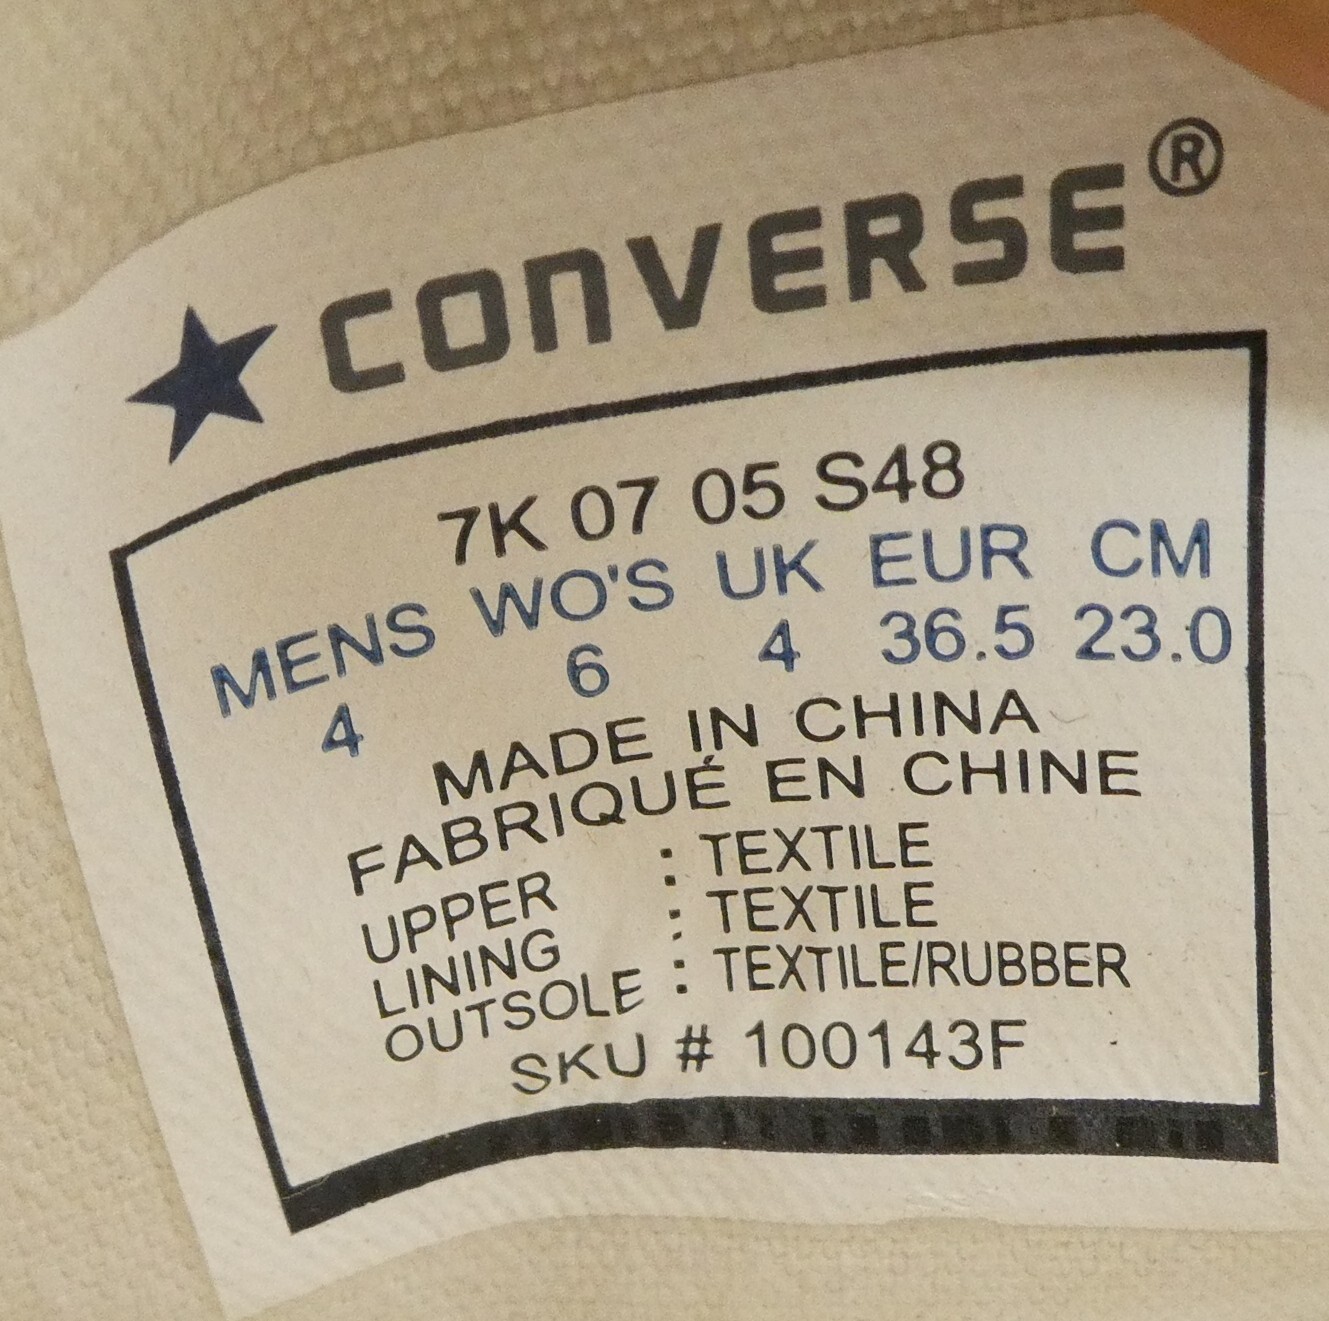 CONVERSE®
7K 07 05 S48
MENS WO'S UK EUR CM
4 6 4 36.5 23.0
MADE IN CHINA
FABRIQUÉ EN CHINE
UPPER : TEXTILE
LINING : TEXTILE
OUTSOLE : TEXTILE/RUBBER
SKU # 100143F